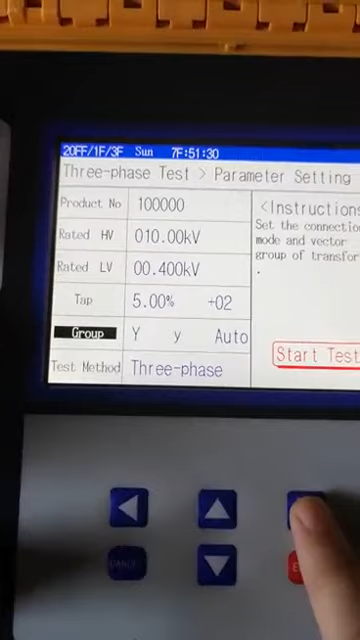 20FF/1F/3F Sun 7F:51:30
Three-phase Test > Parameter Setting
Product No 100000
Rated HV 010.00kV
Rated LV 00.400kV
Tap 5.00% +02
Group Y y Auto
Test Method Three-phase
<Instructions
Set the connectio
mode and vector
group of transfor
.
Start Test
CANCEL
E